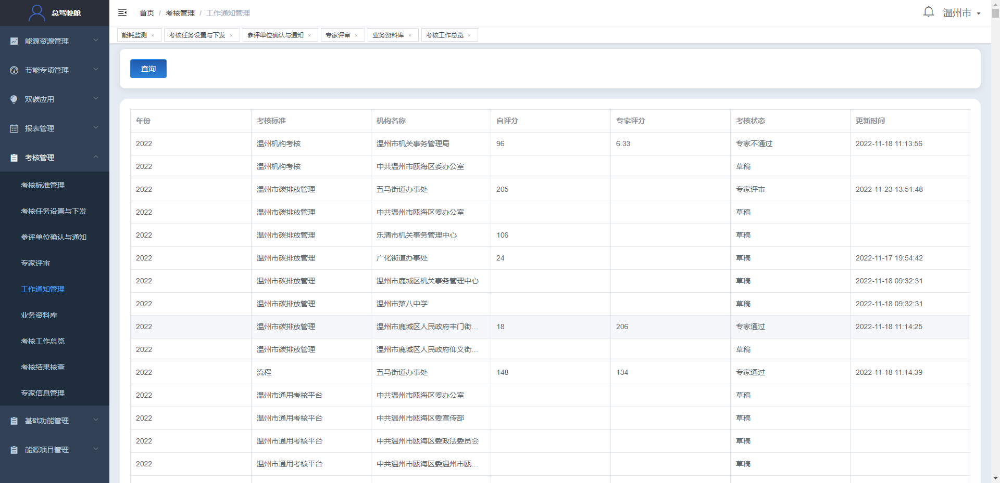 总驾驶舱
能源资源管理
节能专项管理
双碳应用
报表管理
考核管理
考核标准管理
考核任务设置与下发
参评单位确认与通知
专家评审
工作通知管理
业务资料库
考核工作总览
考核结果核查
专家信息管理
基础功能管理
能源项目管理
首页 / 考核管理 / 工作通知管理
温州市
能耗监测 × 考核任务设置与下发 × 参评单位确认与通知 × 专家评审 × 业务资料库 × 考核工作总览 ×
查询
年份 考核标准 机构名称 自评分 专家评分 考核状态 更新时间
2022 温州机构考核 温州市机关事务管理局 96 6.33 专家不通过 2022-11-18 11:13:56
2022 温州机构考核 中共温州市瓯海区委办公室 草稿
2022 温州市碳排放管理 五马街道办事处 205 专家评审 2022-11-23 13:51:48
2022 温州市碳排放管理 中共温州市瓯海区委办公室 草稿
2022 温州市碳排放管理 乐清市机关事务管理中心 106 草稿
2022 温州市碳排放管理 广化街道办事处 24 草稿 2022-11-17 19:54:42
2022 温州市碳排放管理 温州市鹿城区机关事务管理中心 草稿 2022-11-18 09:32:31
2022 温州市碳排放管理 温州市第八中学 草稿 2022-11-18 09:32:31
2022 温州市碳排放管理 温州市鹿城区人民政府丰门街... 18 206 专家通过 2022-11-18 11:14:25
2022 温州市碳排放管理 温州市鹿城区人民政府仰义街... 草稿
2022 流程 五马街道办事处 148 134 专家通过 2022-11-18 11:14:39
2022 温州市通用考核平台 中共温州市瓯海区委办公室 草稿
2022 温州市通用考核平台 中共温州市瓯海区委宣传部 草稿
2022 温州市通用考核平台 中共温州市瓯海区委政法委员会 草稿
2022 温州市通用考核平台 中共温州市瓯海区委温州市瓯... 草稿